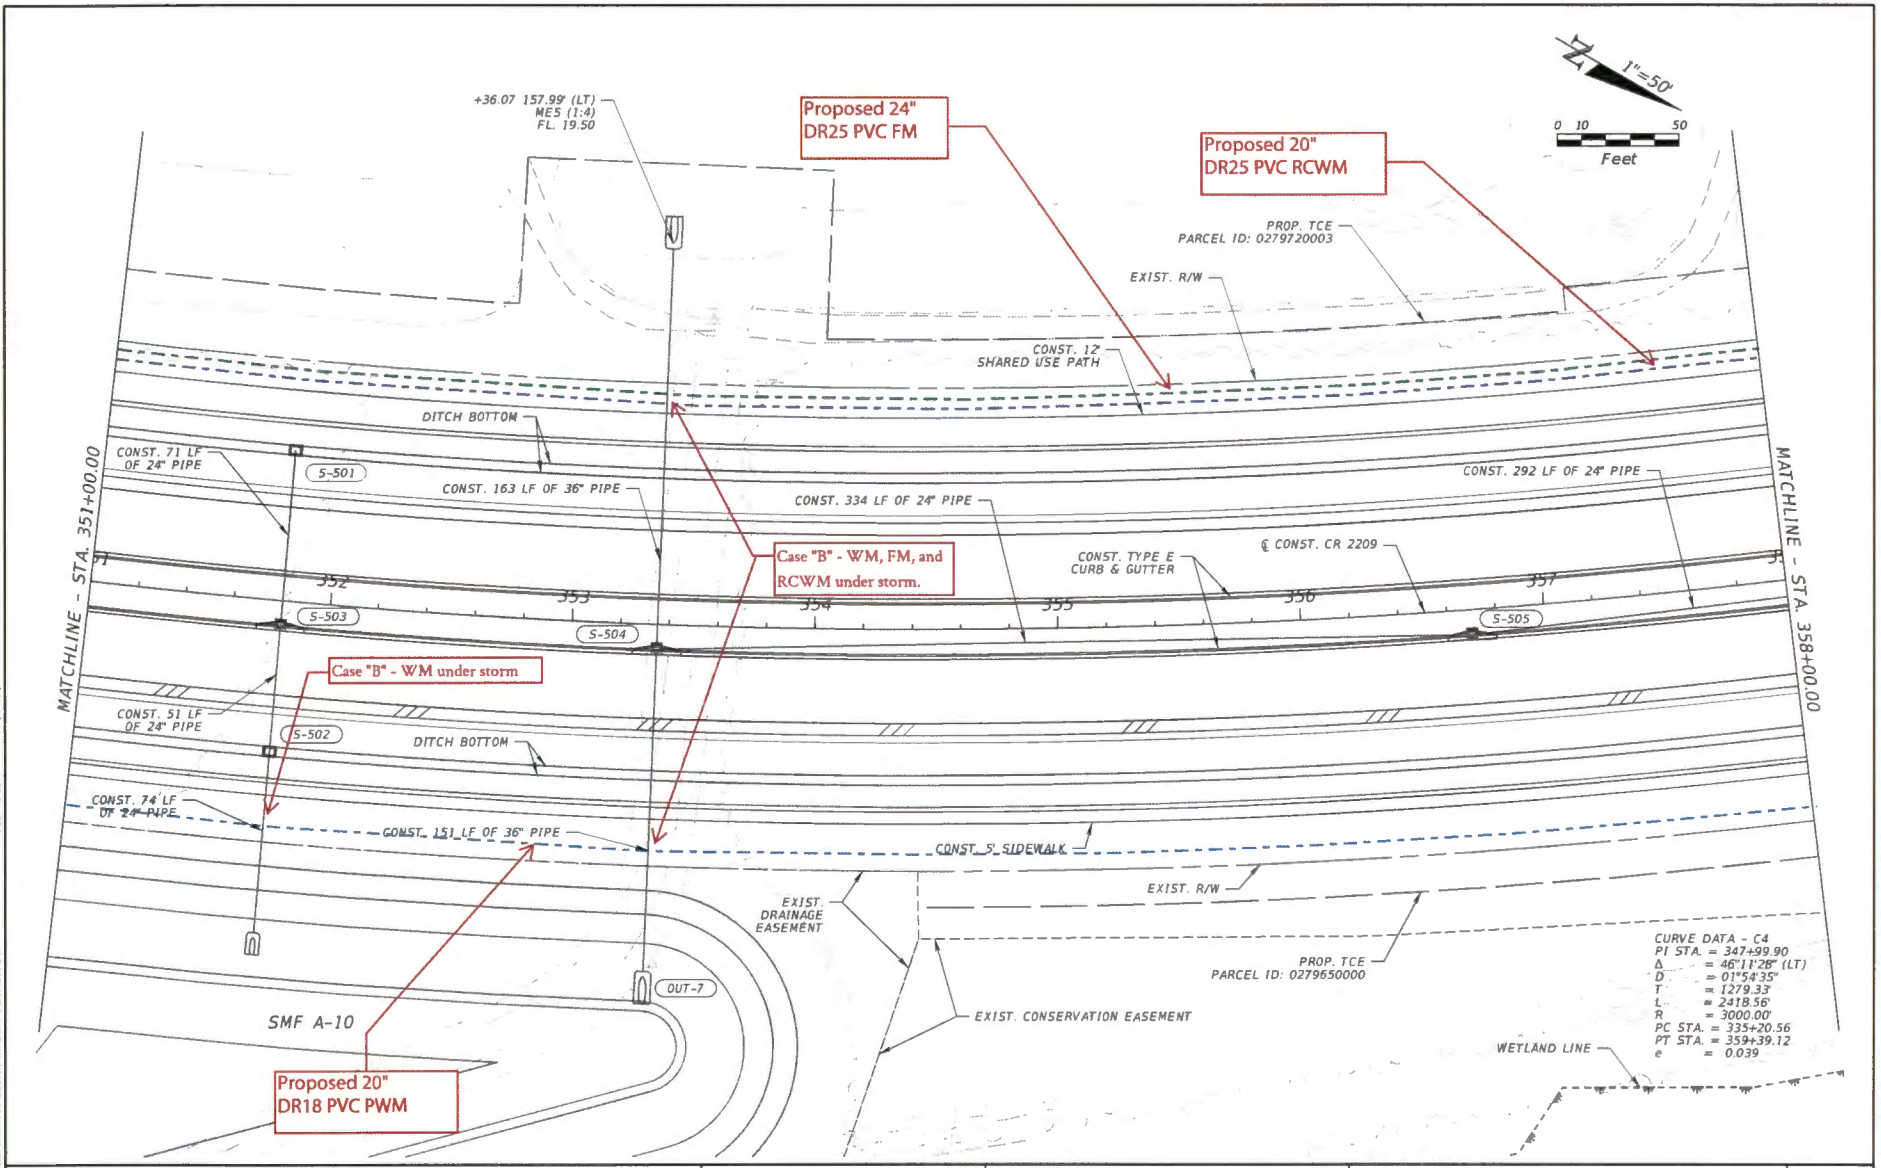 +36.07 157.99' (LT)
MES (1:4)
FL. 19.50
Proposed 24"
DR25 PVC FM
Proposed 20"
DR25 PVC RCWM
N
1"=50'
0 10 50
Feet
PROP. TCE
PARCEL ID: 0279720003
EXIST. R/W
CONST. 12'
SHARED USE PATH
DITCH BOTTOM
CONST. 71 LF
OF 24" PIPE
S-501
CONST. 163 LF OF 36" PIPE
CONST. 334 LF OF 24" PIPE
CONST. 292 LF OF 24" PIPE
MATCHLINE - STA. 351+00.00
MATCHLINE - STA. 358+00.00
Case "B" - WM, FM, and
RCWM under storm.
CONST. TYPE E
CURB & GUTTER
℄ CONST. CR 2209
352
353
354
355
356
357
S-503
S-504
S-505
Case "B" - WM under storm
CONST. 51 LF
OF 24" PIPE
S-502
DITCH BOTTOM
CONST. 74 LF
OF 24" PIPE
CONST. 151 LF OF 36" PIPE
CONST. 5' SIDEWALK
EXIST. R/W
EXIST.
DRAINAGE
EASEMENT
PROP. TCE
PARCEL ID: 0279650000
OUT-7
SMF A-10
EXIST. CONSERVATION EASEMENT
Proposed 20"
DR18 PVC PWM
WETLAND LINE
CURVE DATA - C4
PI STA. = 347+99.90
Δ = 46°11'28" (LT)
D = 01°54'35"
T = 1279.33'
L = 2418.56'
R = 3000.00'
PC STA. = 335+20.56
PT STA. = 359+39.12
e = 0.039